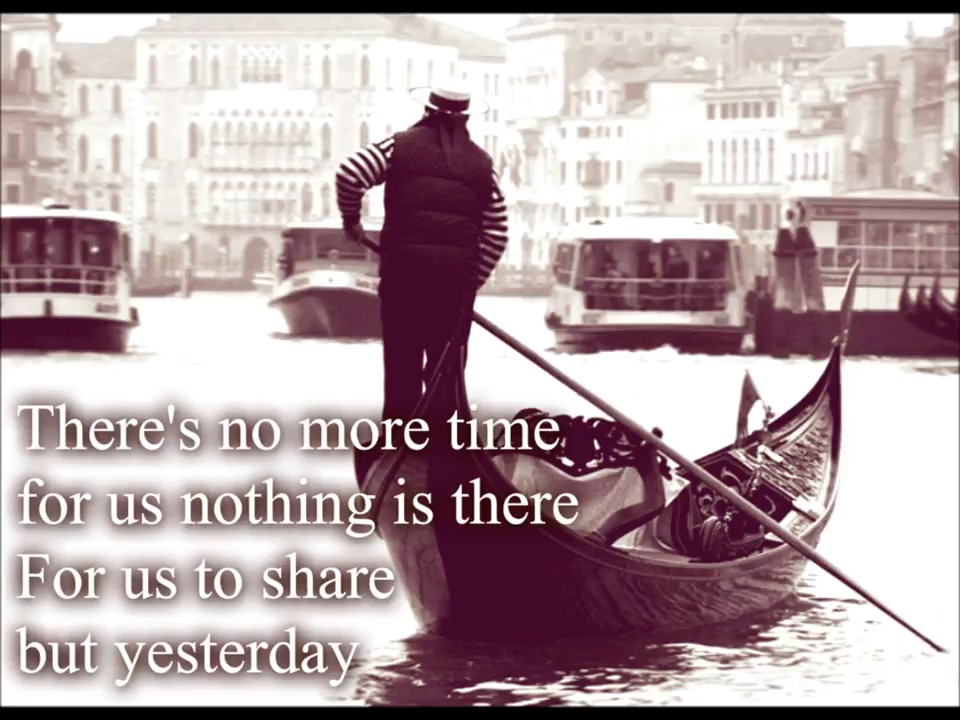 There's no more time
for us nothing is there
For us to share
but yesterday